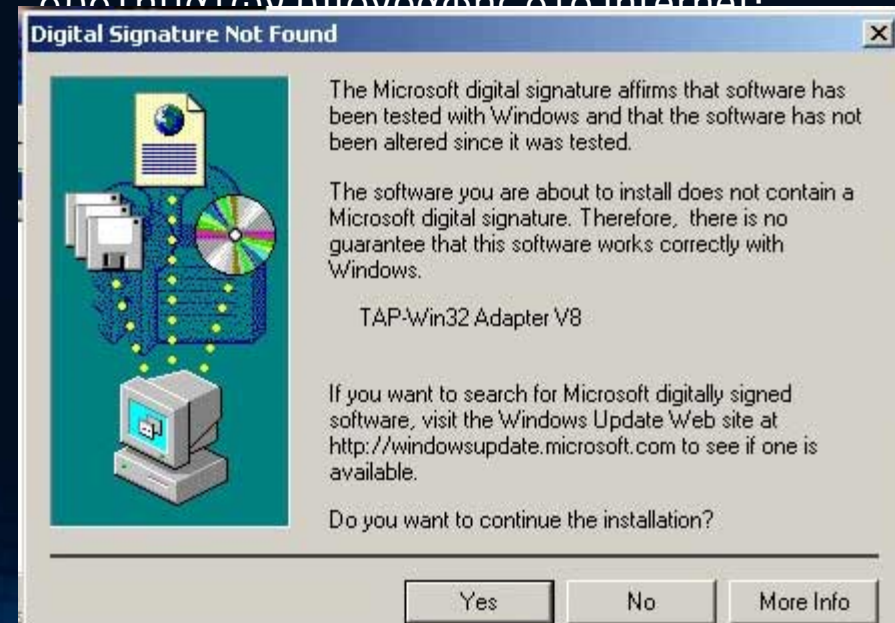 στο Internet:
Digital Signature Not Found
The Microsoft digital signature affirms that software has
been tested with Windows and that the software has not
been altered since it was tested.
The software you are about to install does not contain a
Microsoft digital signature. Therefore, there is no
guarantee that this software works correctly with
Windows.
TAP-Win32 Adapter V8
If you want to search for Microsoft digitally signed
software, visit the Windows Update Web site at
http://windowsupdate.microsoft.com to see if one is
available.
Do you want to continue the installation?
Yes No More Info